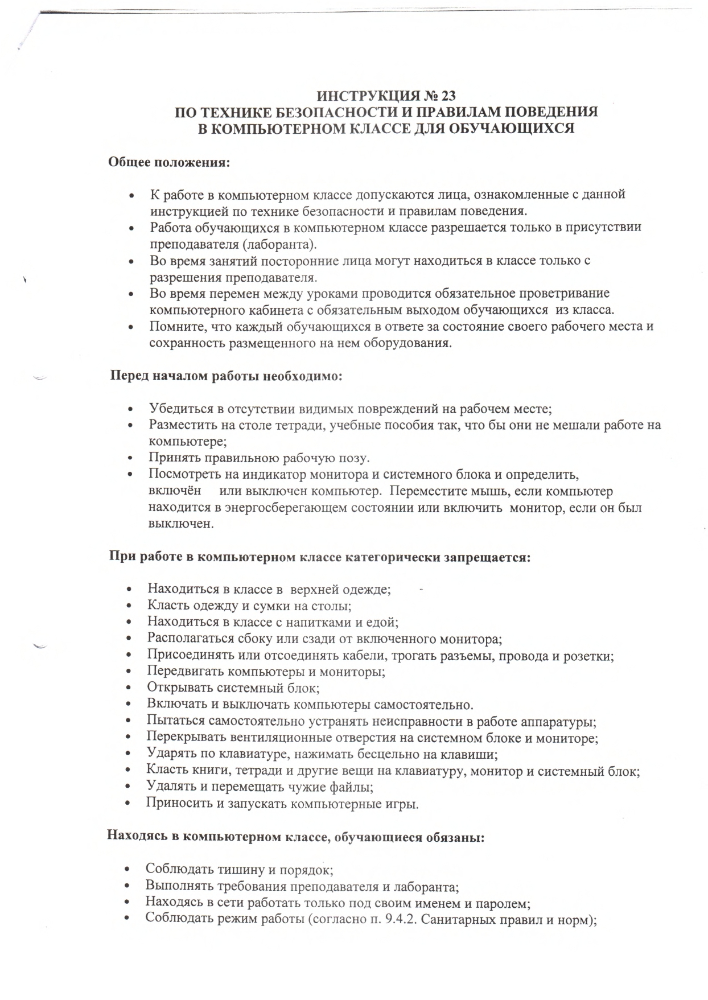 ИНСТРУКЦИЯ № 23
ПО ТЕХНИКЕ БЕЗОПАСНОСТИ И ПРАВИЛАМ ПОВЕДЕНИЯ
В КОМПЬЮТЕРНОМ КЛАССЕ ДЛЯ ОБУЧАЮЩИХСЯ
Общее положения:
• К работе в компьютерном классе допускаются лица, ознакомленные с данной
инструкцией по технике безопасности и правилам поведения.
• Работа обучающихся в компьютерном классе разрешается только в присутствии
преподавателя (лаборанта).
• Во время занятий посторонние лица могут находиться в классе только с
разрешения преподавателя.
• Во время перемен между уроками проводится обязательное проветривание
компьютерного кабинета с обязательным выходом обучающихся из класса.
• Помните, что каждый обучающихся в ответе за состояние своего рабочего места и
сохранность размещенного на нем оборудования.
Перед началом работы необходимо:
• Убедиться в отсутствии видимых повреждений на рабочем месте;
• Разместить на столе тетради, учебные пособия так, что бы они не мешали работе на
компьютере;
• Принять правильною рабочую позу.
• Посмотреть на индикатор монитора и системного блока и определить,
включён или выключен компьютер. Переместите мышь, если компьютер
находится в энергосберегающем состоянии или включить монитор, если он был
выключен.
При работе в компьютерном классе категорически запрещается:
• Находиться в классе в верхней одежде;
• Класть одежду и сумки на столы;
• Находиться в классе с напитками и едой;
• Располагаться сбоку или сзади от включенного монитора;
• Присоединять или отсоединять кабели, трогать разъемы, провода и розетки;
• Передвигать компьютеры и мониторы;
• Открывать системный блок;
• Включать и выключать компьютеры самостоятельно.
• Пытаться самостоятельно устранять неисправности в работе аппаратуры;
• Перекрывать вентиляционные отверстия на системном блоке и мониторе;
• Ударять по клавиатуре, нажимать бесцельно на клавиши;
• Класть книги, тетради и другие вещи на клавиатуру, монитор и системный блок;
• Удалять и перемещать чужие файлы;
• Приносить и запускать компьютерные игры.
Находясь в компьютерном классе, обучающиеся обязаны:
• Соблюдать тишину и порядок;
• Выполнять требования преподавателя и лаборанта;
• Находясь в сети работать только под своим именем и паролем;
• Соблюдать режим работы (согласно п. 9.4.2. Санитарных правил и норм);